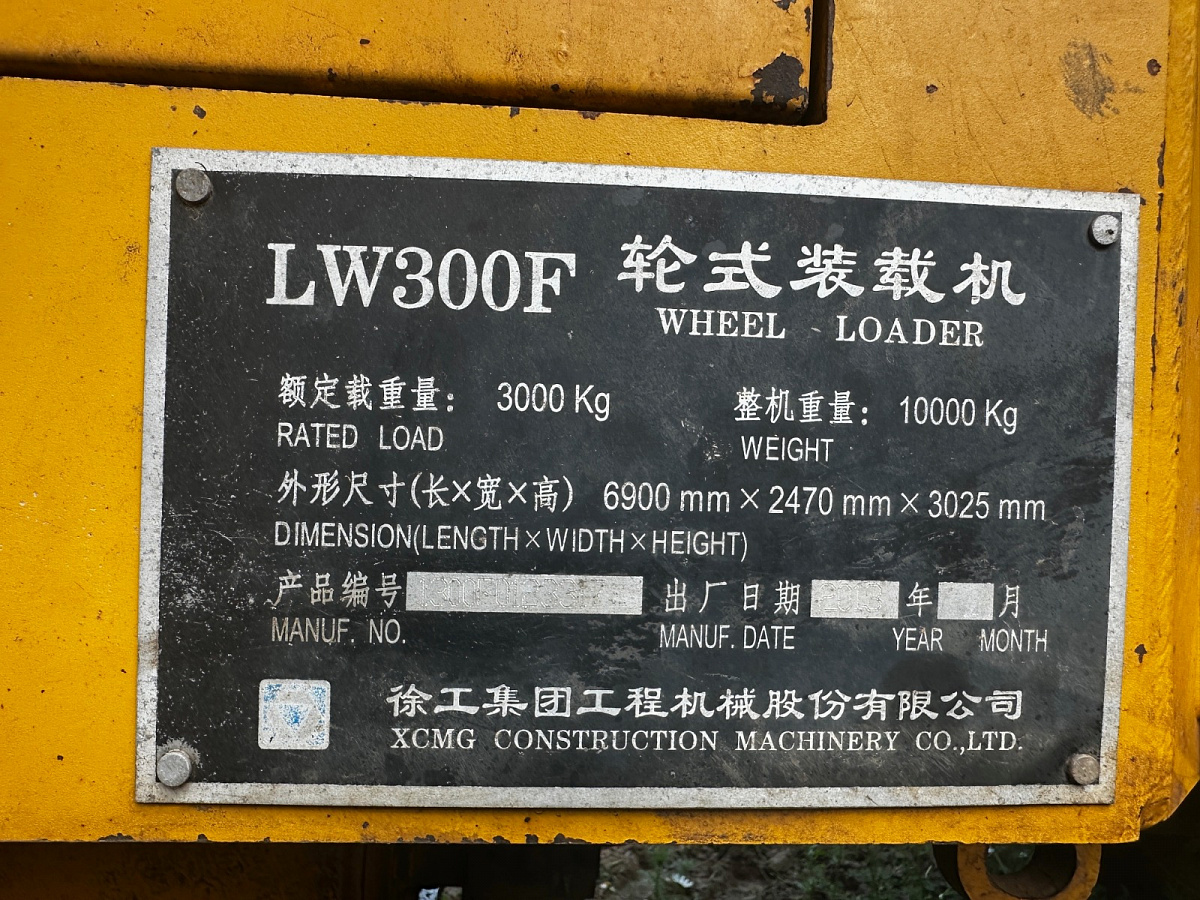 LW300F 轮式装载机
WHEEL LOADER
额定载重量： 3000 Kg 整机重量： 10000 Kg
RATED LOAD WEIGHT
外形尺寸(长×宽×高) 6900 mm × 2470 mm × 3025 mm
DIMENSION(LENGTH×WIDTH×HEIGHT)
产品编号 出厂日期 年 月
MANUF. NO. MANUF. DATE YEAR MONTH
徐工集团工程机械股份有限公司
XCMG CONSTRUCTION MACHINERY CO.,LTD.